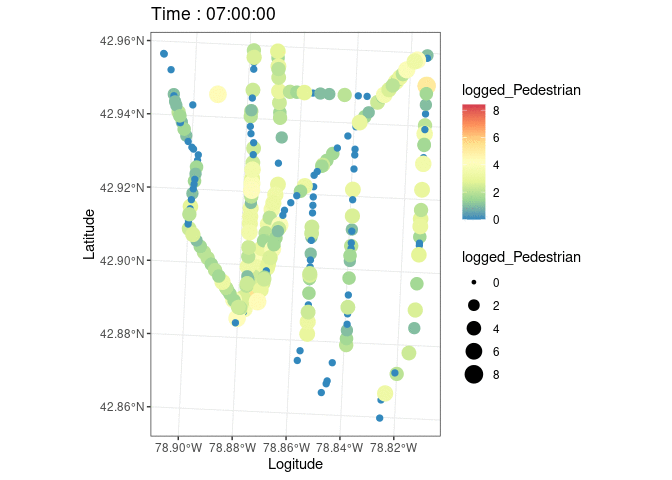 Time : 07:00:00
42.96°N
42.94°N
42.92°N
42.90°N
42.88°N
42.86°N
Latitude
78.90°W 78.88°W 78.86°W 78.84°W 78.82°W
Logitude
logged_Pedestrian
8
6
4
2
0
logged_Pedestrian
0
2
4
6
8